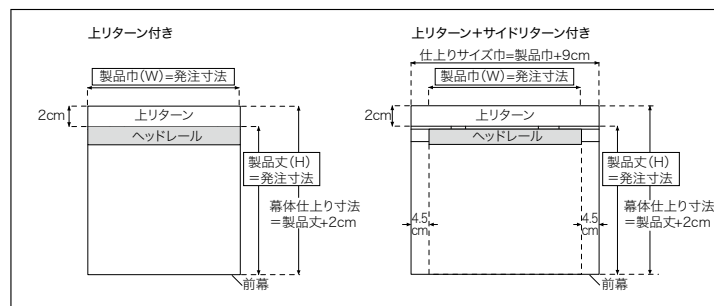 上リターン付き
製品巾(W)=発注寸法
2cm
上リターン
ヘッドレール
製品丈(H)
=発注寸法
幕体仕上り寸法
=製品丈+2cm
前幕
上リターン+サイドリターン付き
仕上りサイズ巾=製品巾+9cm
製品巾(W)=発注寸法
2cm
上リターン
ヘッドレール
製品丈(H)
=発注寸法
幕体仕上り寸法
=製品丈+2cm
4.5
cm
4.5
cm
前幕